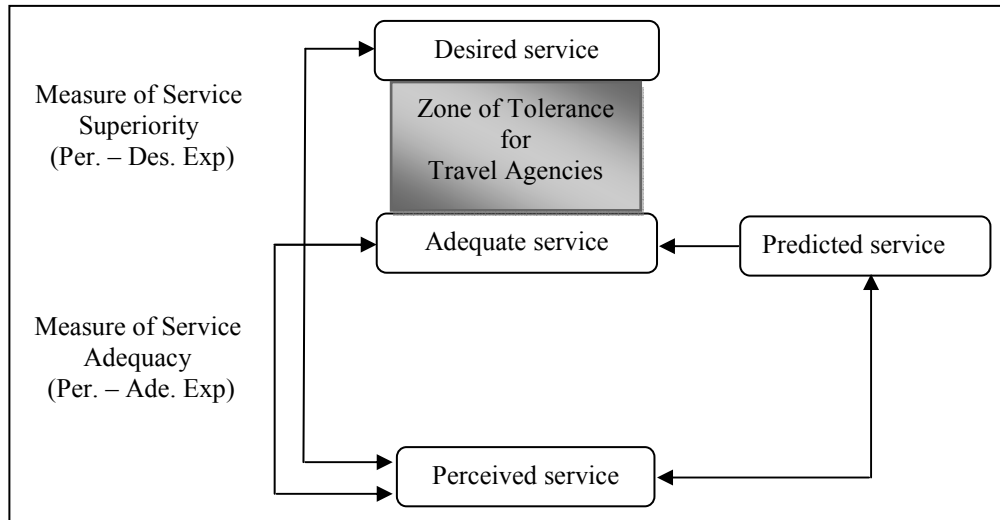 Desired service
Measure of Service
Superiority
(Per. – Des. Exp)
Zone of Tolerance
for
Travel Agencies
Adequate service
Predicted service
Measure of Service
Adequacy
(Per. – Ade. Exp)
Perceived service